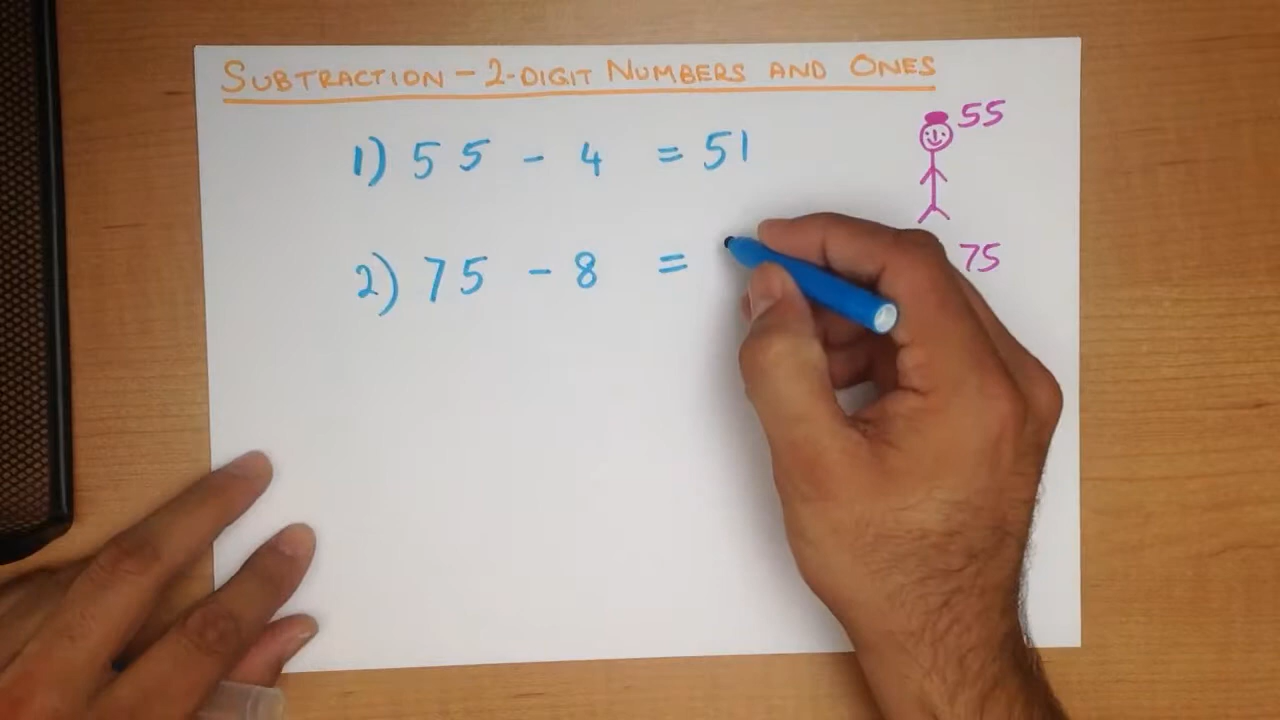 SUBTRACTION - 2-DIGIT NUMBERS AND ONES
55
1) 55 - 4 = 51
2) 75 - 8 =
75